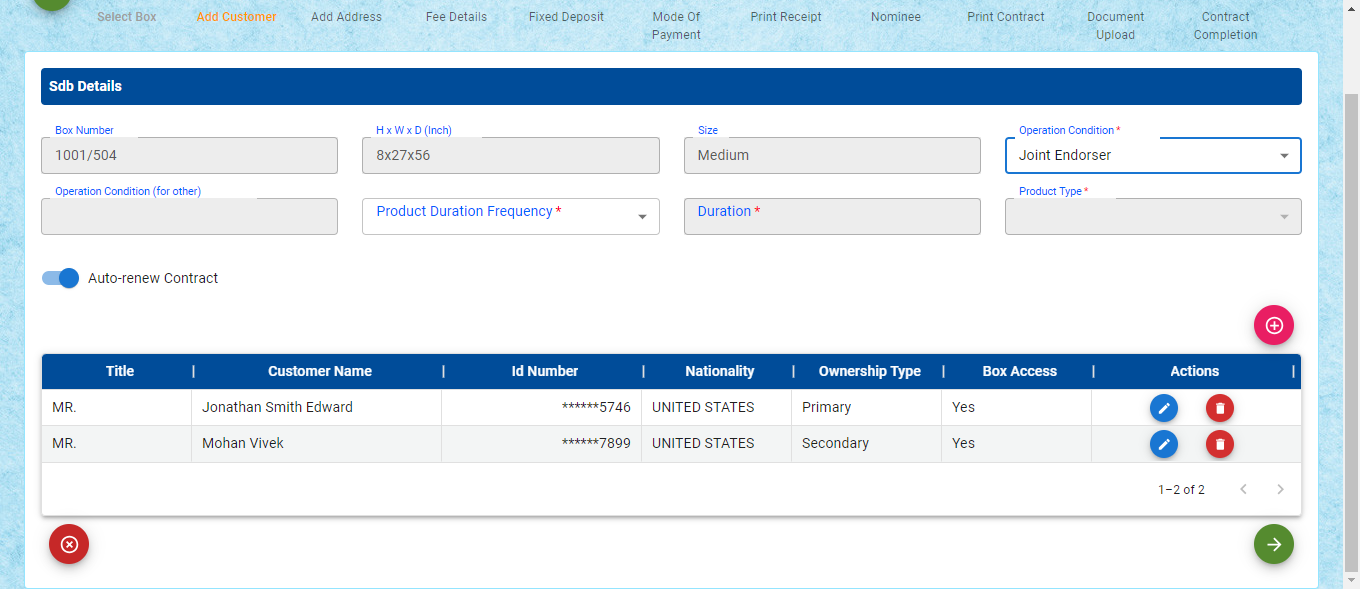 Select Box Add Customer Add Address Fee Details Fixed Deposit Mode Of Payment Print Receipt Nominee Print Contract Document Upload Contract Completion
Sdb Details
Box Number H x W x D (Inch) Size Operation Condition *
1001/504 8x27x56 Medium Joint Endorser
Operation Condition (for other) Product Duration Frequency * Duration * Product Type *
Auto-renew Contract
Title | Customer Name | Id Number | Nationality | Ownership Type | Box Access | Actions |
MR. Jonathan Smith Edward ******5746 UNITED STATES Primary Yes
MR. Mohan Vivek ******7899 UNITED STATES Secondary Yes
1–2 of 2